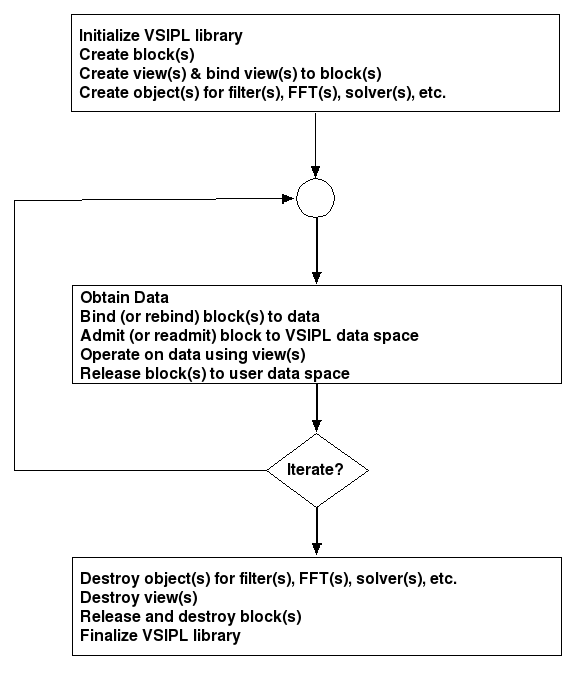 Initialize VSIPL library
Create block(s)
Create view(s) & bind view(s) to block(s)
Create object(s) for filter(s), FFT(s), solver(s), etc.
Obtain Data
Bind (or rebind) block(s) to data
Admit (or readmit) block to VSIPL data space
Operate on data using view(s)
Release block(s) to user data space
Iterate?
Destroy object(s) for filter(s), FFT(s), solver(s), etc.
Destroy view(s)
Release and destroy block(s)
Finalize VSIPL library